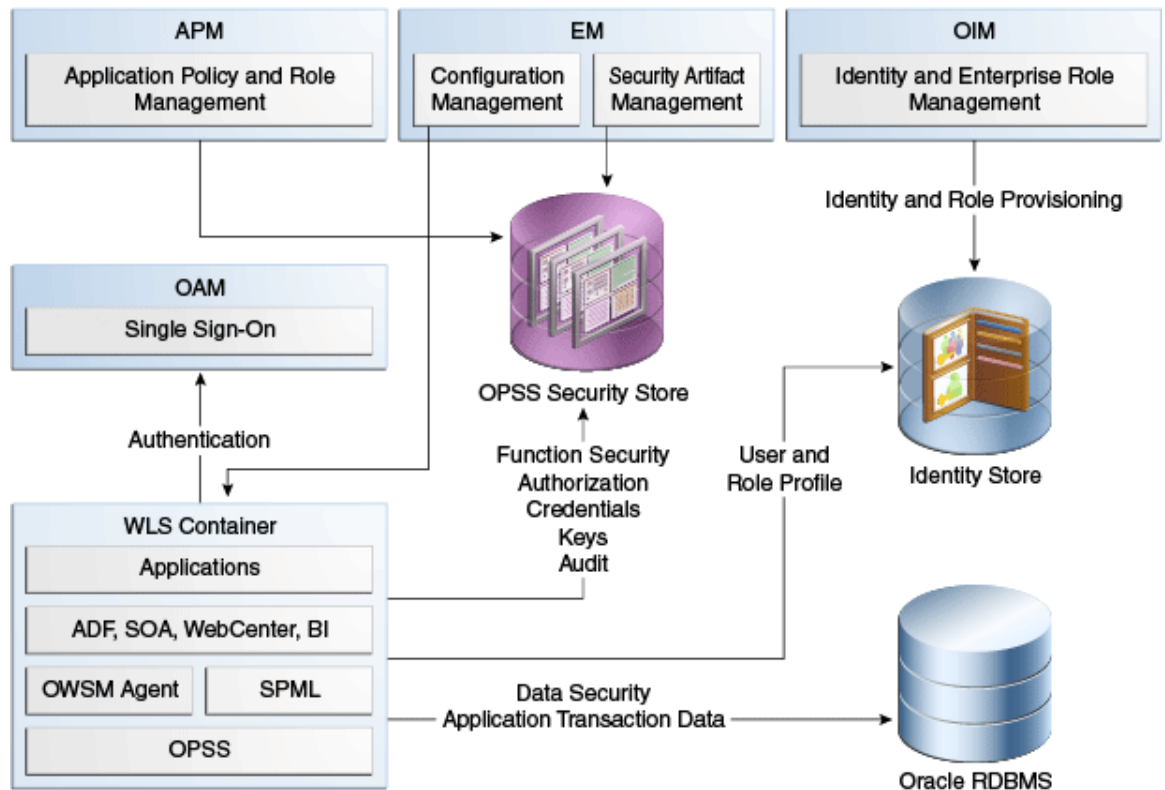 APM
Application Policy and Role
Management
EM
Configuration
Management
Security Artifact
Management
OIM
Identity and Enterprise Role
Management
Identity and Role Provisioning
OAM
Single Sign-On
OPSS Security Store
Authentication
Function Security
Authorization
Credentials
Keys
Audit
User and
Role Profile
Identity Store
WLS Container
Applications
ADF, SOA, WebCenter, BI
OWSM Agent
SPML
OPSS
Data Security
Application Transaction Data
Oracle RDBMS